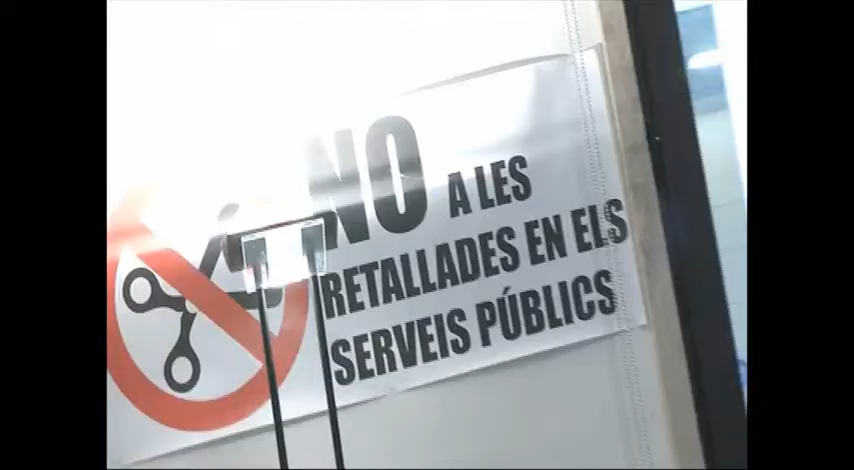 NO A LES
RETALLADES EN ELS
SERVEIS PÚBLICS